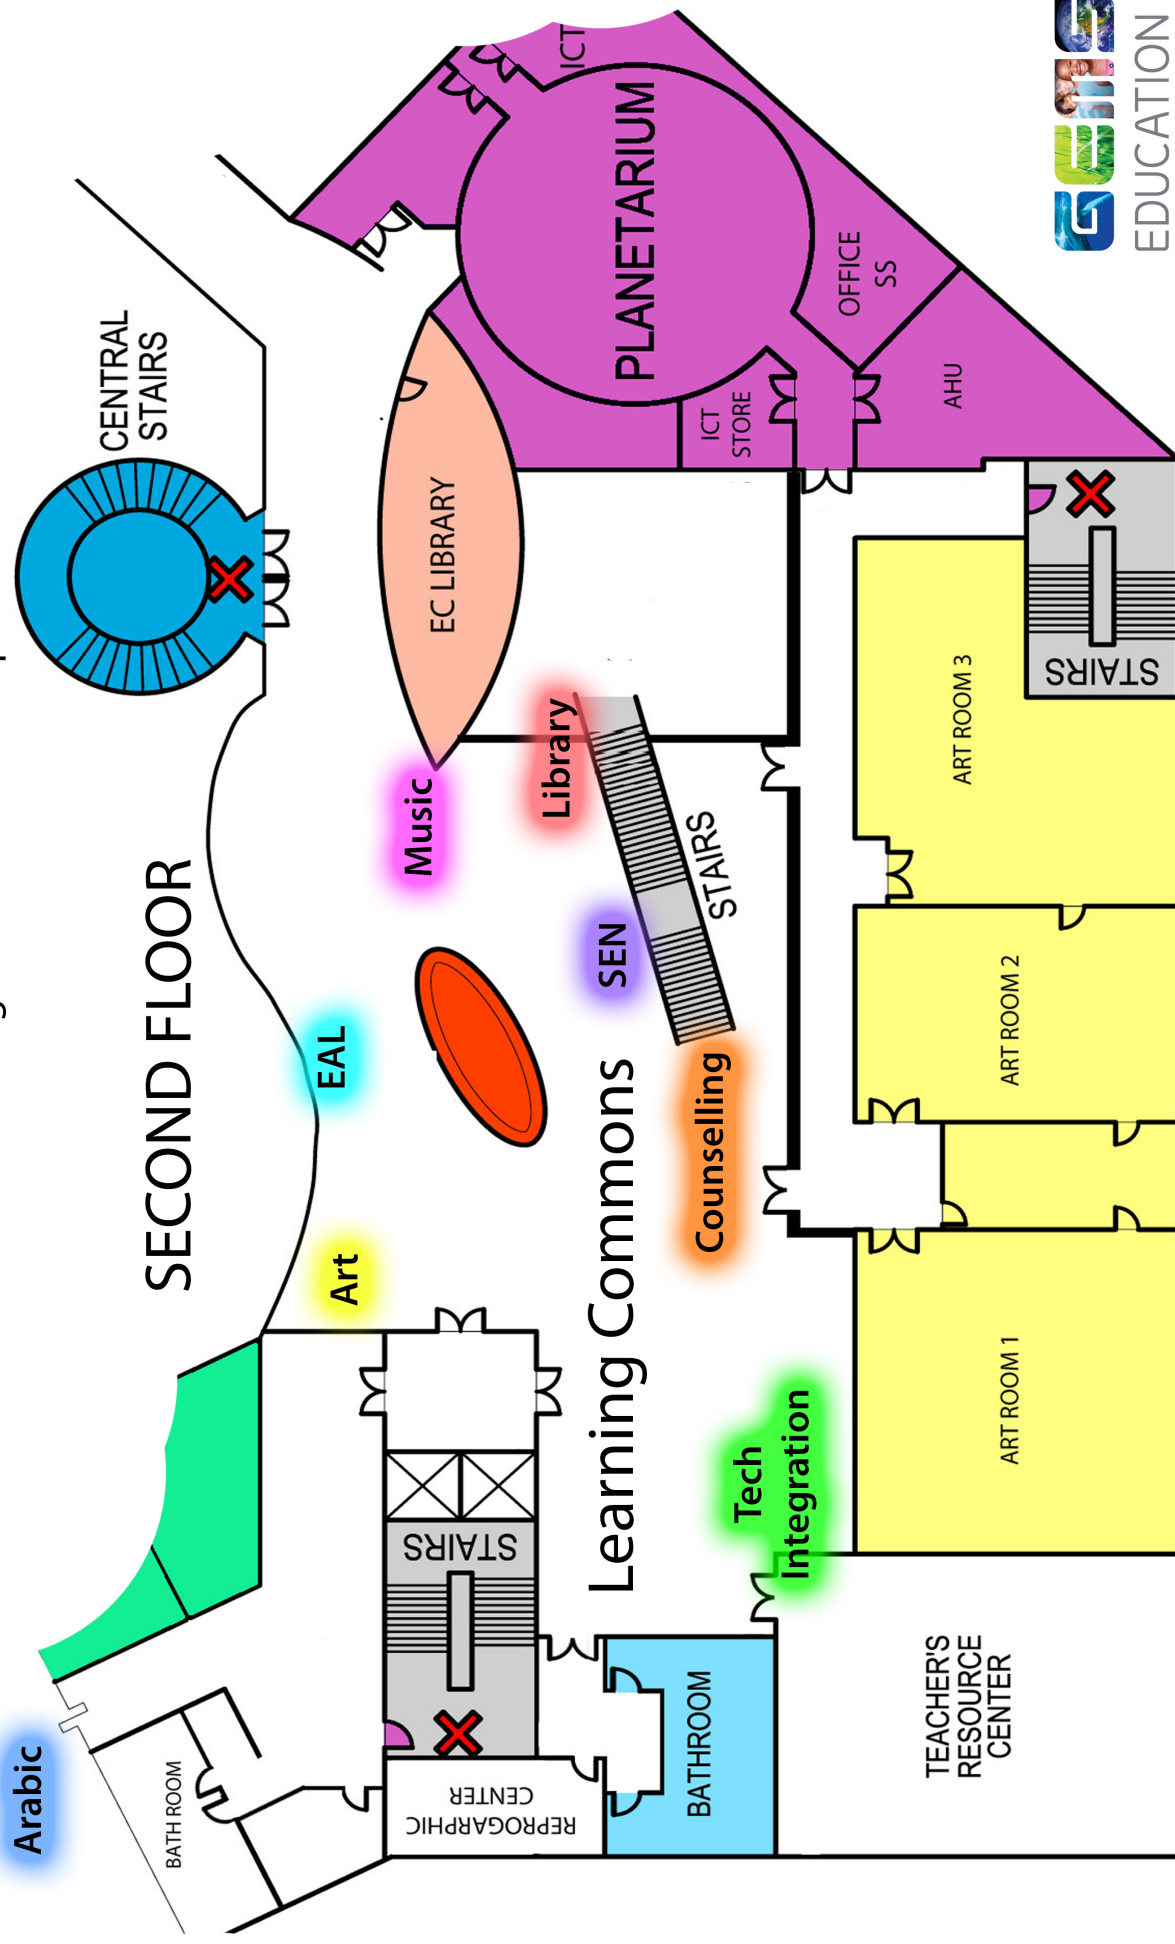 SECOND FLOOR
CENTRAL
STAIRS
Arabic
BATH ROOM
Art
EAL
Music
EC LIBRARY
ICT
PLANETARIUM
STAIRS
REPROGARPHIC
CENTER
Learning Commons
SEN
Library
STAIRS
ICT
STORE
OFFICE
SS
AHU
BATHROOM
Tech
Integration
Counselling
TEACHER'S
RESOURCE
CENTER
ART ROOM 1
ART ROOM 2
ART ROOM 3
STAIRS
GEMS
EDUCATION